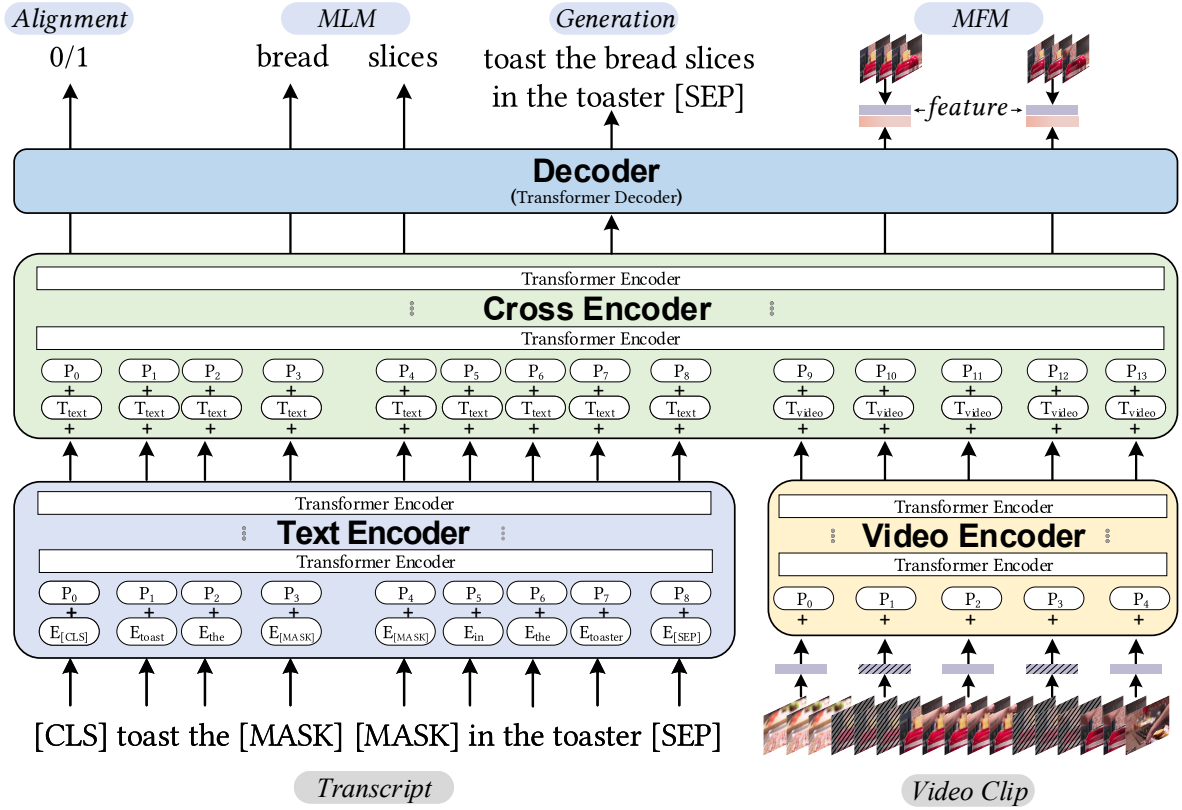 Alignment MLM Generation MFM
0/1 bread slices toast the bread slices
in the toaster [SEP]
feature
Decoder
(Transformer Decoder)
Transformer Encoder
Cross Encoder
Transformer Encoder
P0 P1 P2 P3 P4 P5 P6 P7 P8 P9 P10 P11 P12 P13
+ + + + + + + + + + + + + +
Ttext Ttext Ttext Ttext Ttext Ttext Ttext Ttext Ttext Tvideo Tvideo Tvideo Tvideo Tvideo
+ + + + + + + + + + + + + +
Transformer Encoder
Text Encoder
Transformer Encoder
P0 P1 P2 P3 P4 P5 P6 P7 P8
+ + + + + + + + +
E[CLS] Etoast Ethe E[MASK] E[MASK] Ein Ethe Etoaster E[SEP]
[CLS] toast the [MASK] [MASK] in the toaster [SEP]
Transcript
Transformer Encoder
Video Encoder
Transformer Encoder
P0 P1 P2 P3 P4
+ + + + +
Video Clip